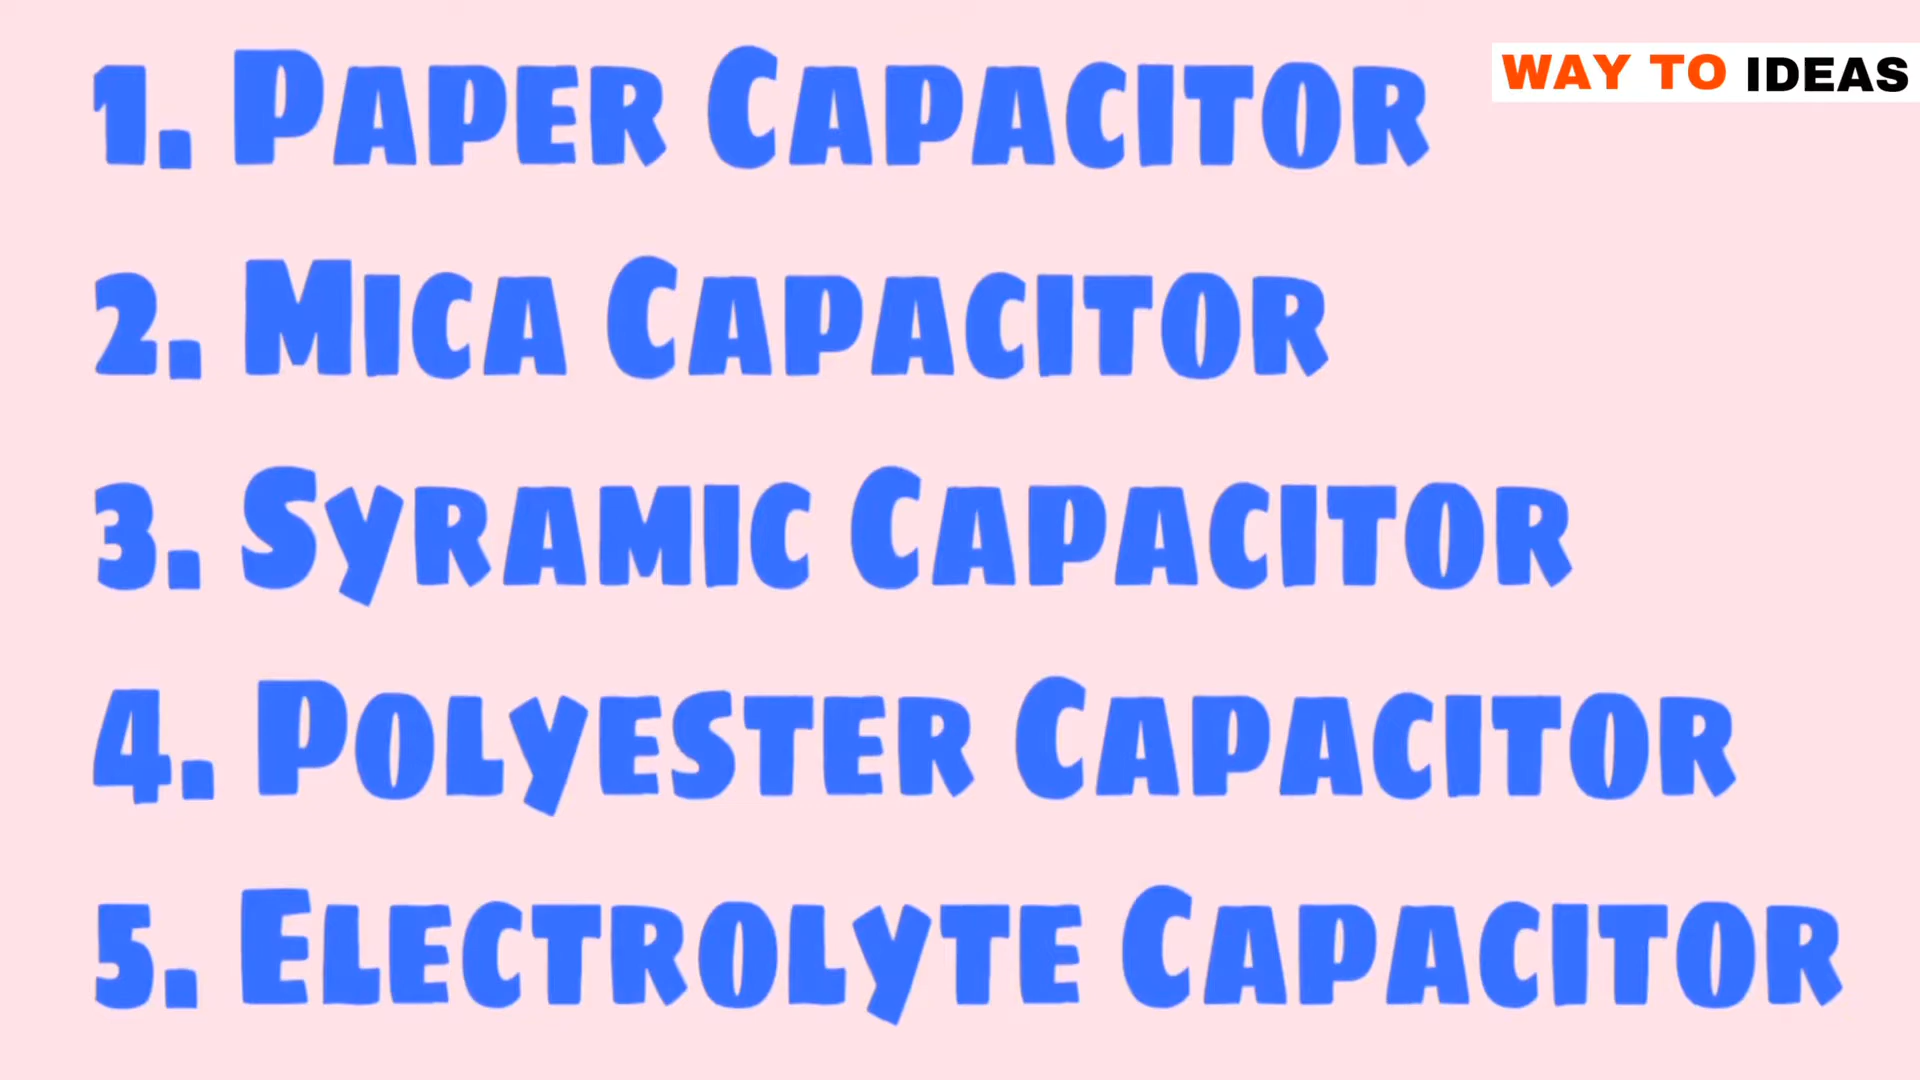 1. Paper Capacitor
WAY TO IDEAS
2. Mica Capacitor
3. Syramic Capacitor
4. Polyester Capacitor
5. Electrolyte Capacitor